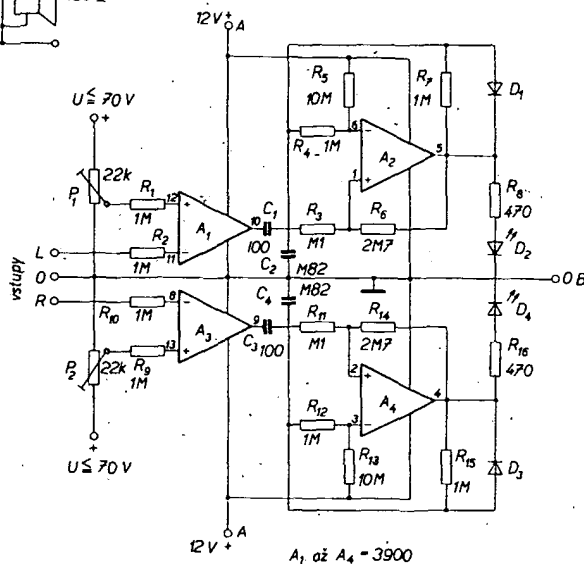 12V + A
U ≦ 70 V
+
22k
P1
R1
1M
12
+
A1
R2
1M
11
−
10
C1
100
L
vstupy
0
R
R10
1M
8
−
A3
9
C3
100
R9
1M
13
+
P2
22k
+
U ≦ 70 V
R5
10M
R7
1M
D1
R4
1M
6
−
A2
5
1
+
R3
M1
R6
2M7
R8
470
D2
C2
M82
0 B
C4
M82
D4
R11
M1
R14
2M7
R16
470
2
+
A4
4
R12
1M
3
−
R13
10M
R15
1M
D3
12V + A
A1 až A4 = 3900